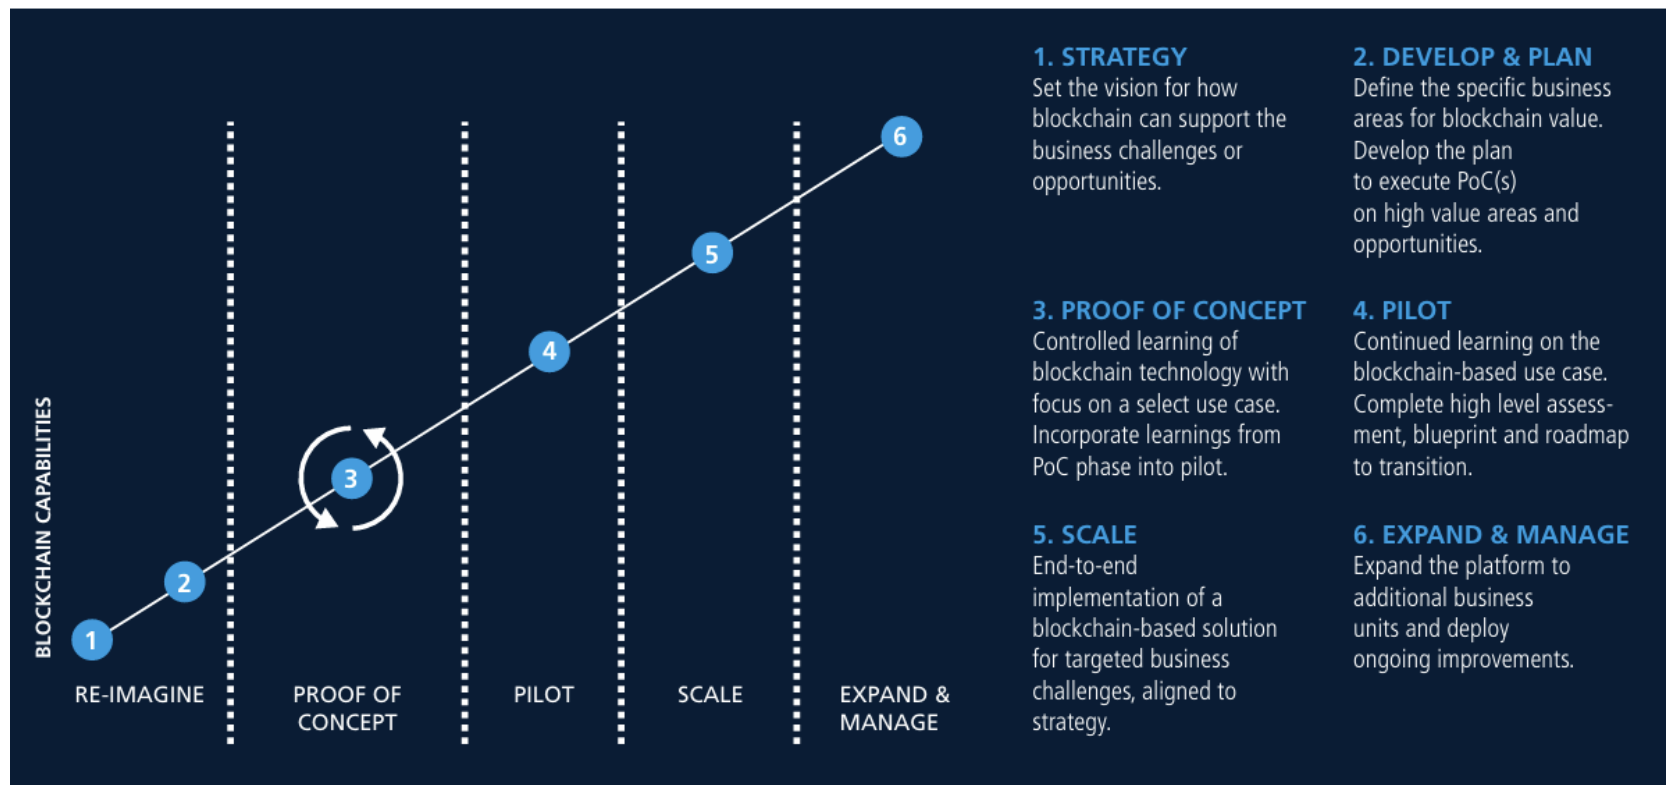 BLOCKCHAIN CAPABILITIES
1
2
3
4
5
6
RE-IMAGINE
PROOF OF
CONCEPT
PILOT
SCALE
EXPAND &
MANAGE
1. STRATEGY
Set the vision for how
blockchain can support the
business challenges or
opportunities.
2. DEVELOP & PLAN
Define the specific business
areas for blockchain value.
Develop the plan
to execute PoC(s)
on high value areas and
opportunities.
3. PROOF OF CONCEPT
Controlled learning of
blockchain technology with
focus on a select use case.
Incorporate learnings from
PoC phase into pilot.
4. PILOT
Continued learning on the
blockchain-based use case.
Complete high level assess-
ment, blueprint and roadmap
to transition.
5. SCALE
End-to-end
implementation of a
blockchain-based solution
for targeted business
challenges, aligned to
strategy.
6. EXPAND & MANAGE
Expand the platform to
additional business
units and deploy
ongoing improvements.